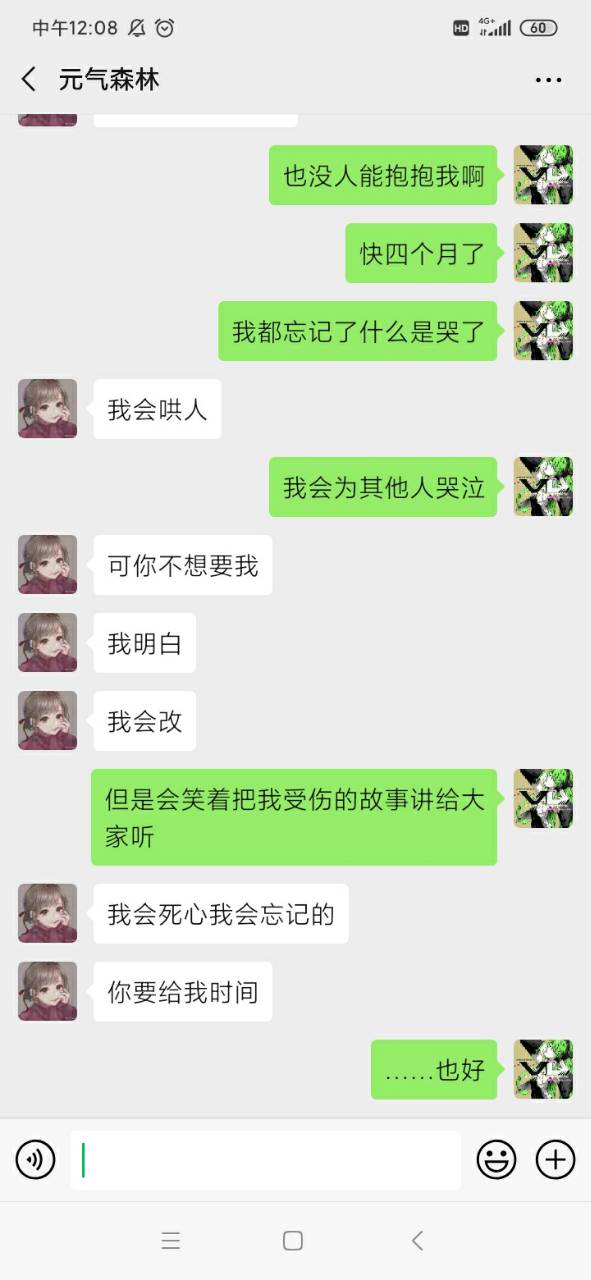 中午12:08
HD 4G+ 60
元气森林
也没人能抱抱我啊
快四个月了
我都忘记了什么是哭了
我会哄人
我会为其他人哭泣
可你不想要我
我明白
我会改
但是会笑着把我受伤的故事讲给大
家听
我会死心我会忘记的
你要给我时间
......也好